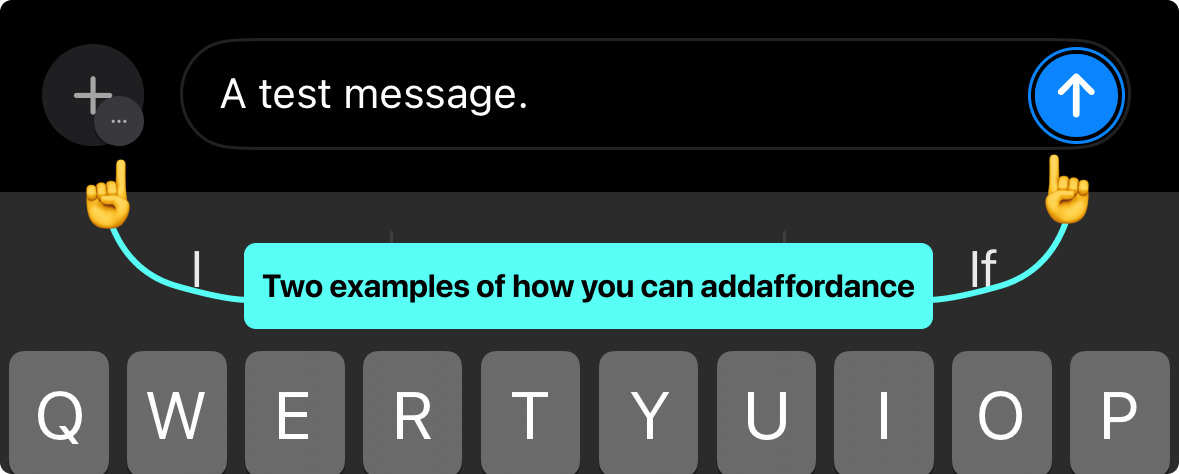 A test message.
I If
Two examples of how you can addaffordance
Q W E R T Y U I O P